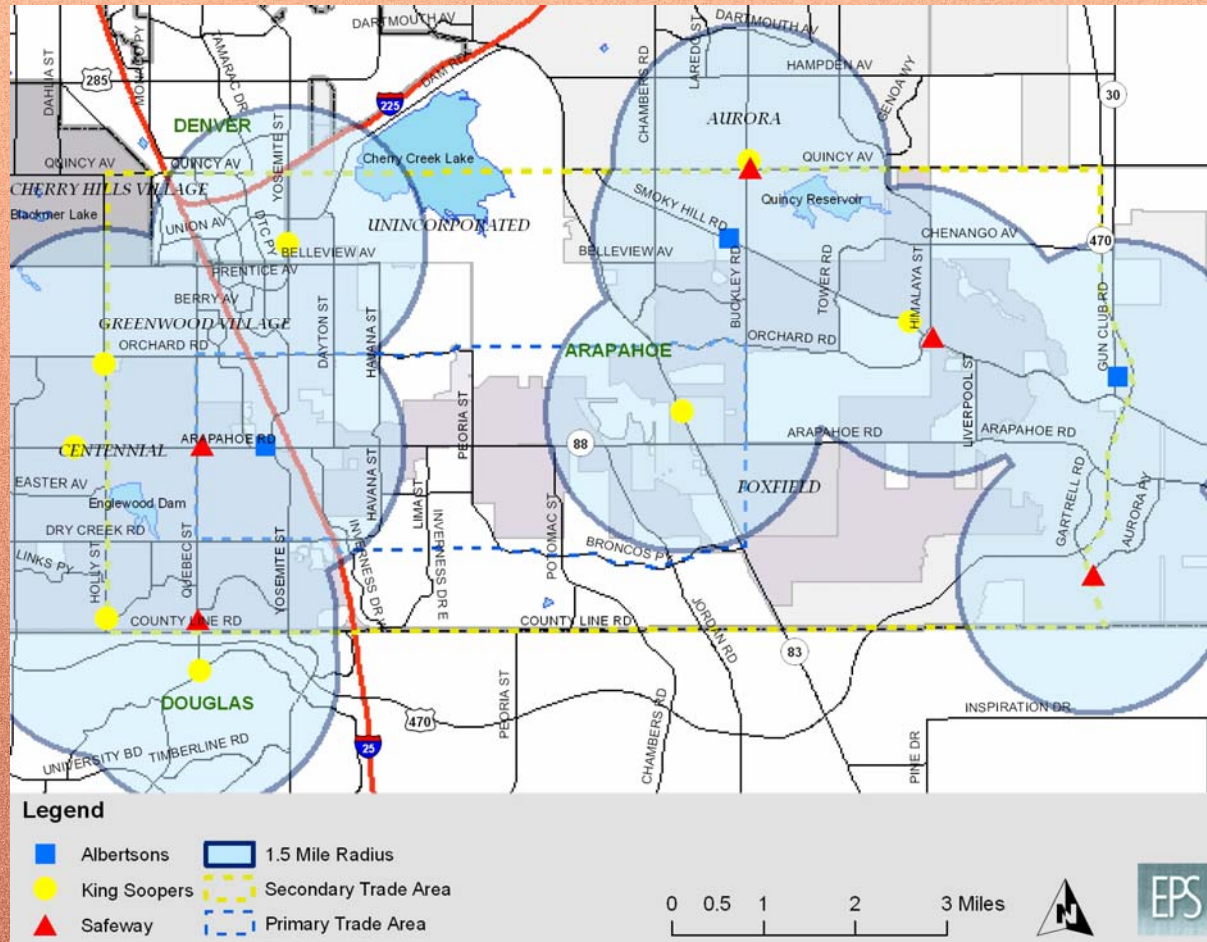 DARTMOUTH AV
DARTMOUTH AV
DAHLIA ST
MONACO PY
TAMARAC DR
285
DAM RD
225
CHAMBERS RD
LAREDO ST
HAMPDEN AV
GENOA WY
30
DENVER
YOSEMITE ST
AURORA
QUINCY AV
QUINCY AV
Cherry Creek Lake
QUINCY AV
CHERRY HILLS VILLAGE
Blackmer Lake
SMOKY HILL RD
Quincy Reservoir
UNION AV
DTC PY
UNINCORPORATED
CHENANGO AV
470
BELLEVIEW AV
BELLEVIEW AV
PRENTICE AV
BERRY AV
BUCKLEY RD
TOWER RD
HIMALAYA ST
GREENWOOD VILLAGE
DAYTON ST
HAVANA ST
GUN CLUB RD
ORCHARD RD
ARAPAHOE
ORCHARD RD
PEORIA ST
LIVERPOOL ST
CENTENNIAL
ARAPAHOE RD
88
ARAPAHOE RD
ARAPAHOE RD
EASTER AV
Englewood Dam
HAVANA ST
LIMA ST
FOXFIELD
GARTRELL RD
AURORA PY
DRY CREEK RD
INVERNESS DR E
POTOMAC ST
LINKS PY
HOLLY ST
QUEBEC ST
YOSEMITE ST
INVERNESS DR W
BRONCOS P
COUNTY LINE RD
COUNTY LINE RD
JORDAN RD
83
DOUGLAS
PEORIA ST
CHAMBERS RD
PINE DR
INSPIRATION DR
470
UNIVERSITY BD
TIMBERLINE RD
25
Legend
Albertsons
1.5 Mile Radius
King Soopers
Secondary Trade Area
Safeway
Primary Trade Area
0 0.5 1 2 3 Miles
N
EPS